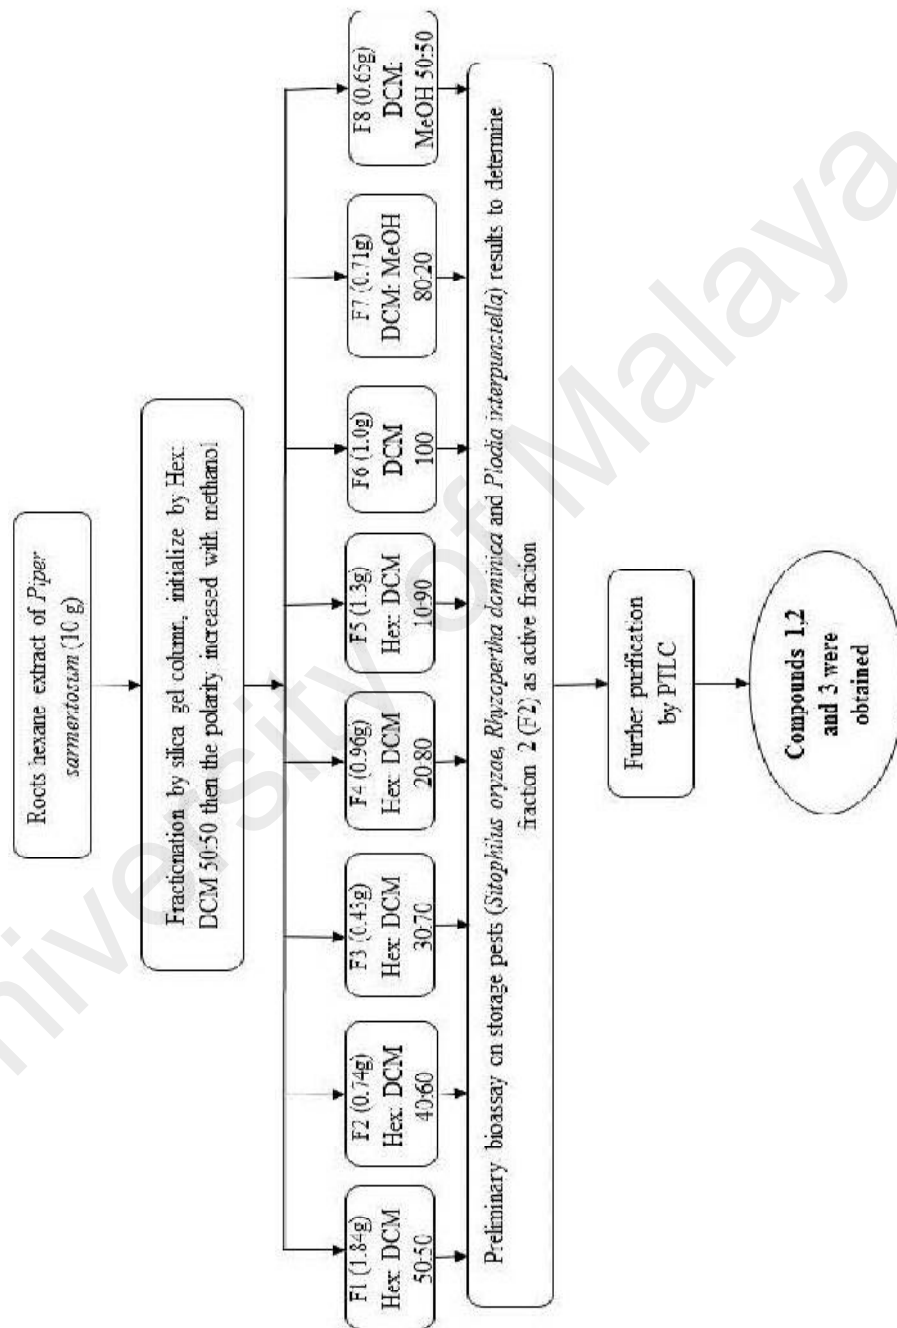 Roots hexane extract of Piper
sarmentosum (10 g)
Fractionation by silica gel column, initialize by Hex:
DCM 50:50 then the polarity increased with methanol
F1 (1.84g)
Hex: DCM
50:50
F2 (0.74g)
Hex: DCM
40:60
F3 (0.43g)
Hex: DCM
30:70
F4 (0.96g)
Hex: DCM
20:80
F5 (1.3g)
Hex: DCM
10:90
F6 (1.0g)
DCM
100
F7 (0.71g)
DCM: MeOH
80:20
F8 (0.65g)
DCM:
MeOH 50:50
Preliminary bioassay on storage pests (Sitophilus oryzae, Rhyzopertha dominica and Plodia interpunctella) results to determine
fraction 2 (F2) as active fraction
Further purification
by PTLC
Compounds 1,2
and 3 were
obtained
University of Malaya